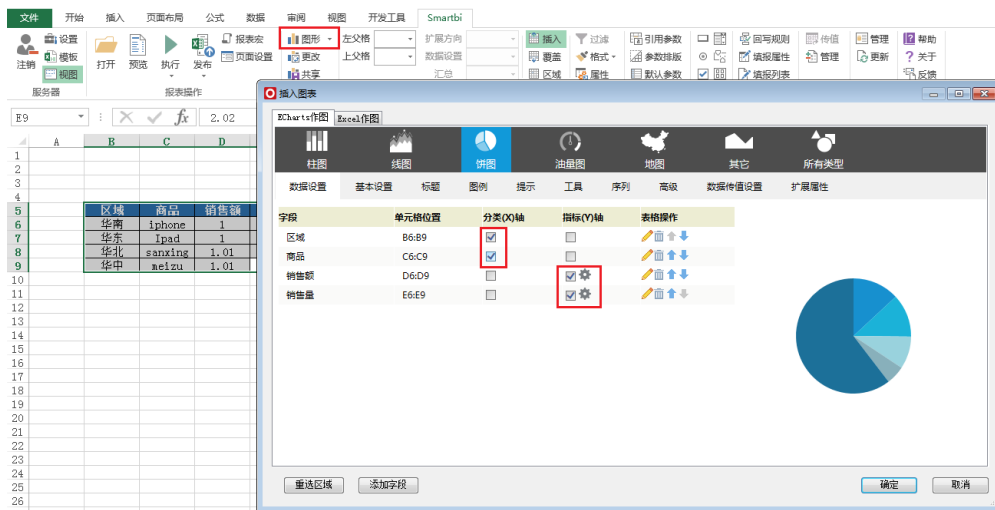 文件 开始 插入 页面布局 公式 数据 审阅 视图 开发工具 Smartbi
设置 报表宏 图形 左父格 扩展方向 插入 过滤 引用参数 回写规则 传值 管理 帮助
模板 页面设置 更改 上父格 数据设置 覆盖 格式 参数排版 填报属性 管理 更新 关于
注销 视图 打开 预览 执行 发布 共享 汇总 区域 属性 默认参数 填报列表 反馈
服务器 报表操作
插入图表
E9 fx 2.02
ECharts作图 Excel作图
A B C D
柱图 线图 饼图 油量图 地图 其它 所有类型
数据设置 基本设置 标题 图例 提示 工具 序列 高级 数据传值设置 扩展属性
字段 单元格位置 分类(X)轴 指标(Y)轴 表格操作
区域 B6:B9
商品 C6:C9
销售额 D6:D9
销售量 E6:E9
1
2
3
4
5 区域 商品 销售额
6 华南 iphone 1
7 华东 Ipad 1
8 华北 sanxing 1.01
9 华中 meizu 1.01
10
11
12
13
14
15
16
17
18
19
20
21
22
23
24
25
26
重选区域 添加字段 确定 取消